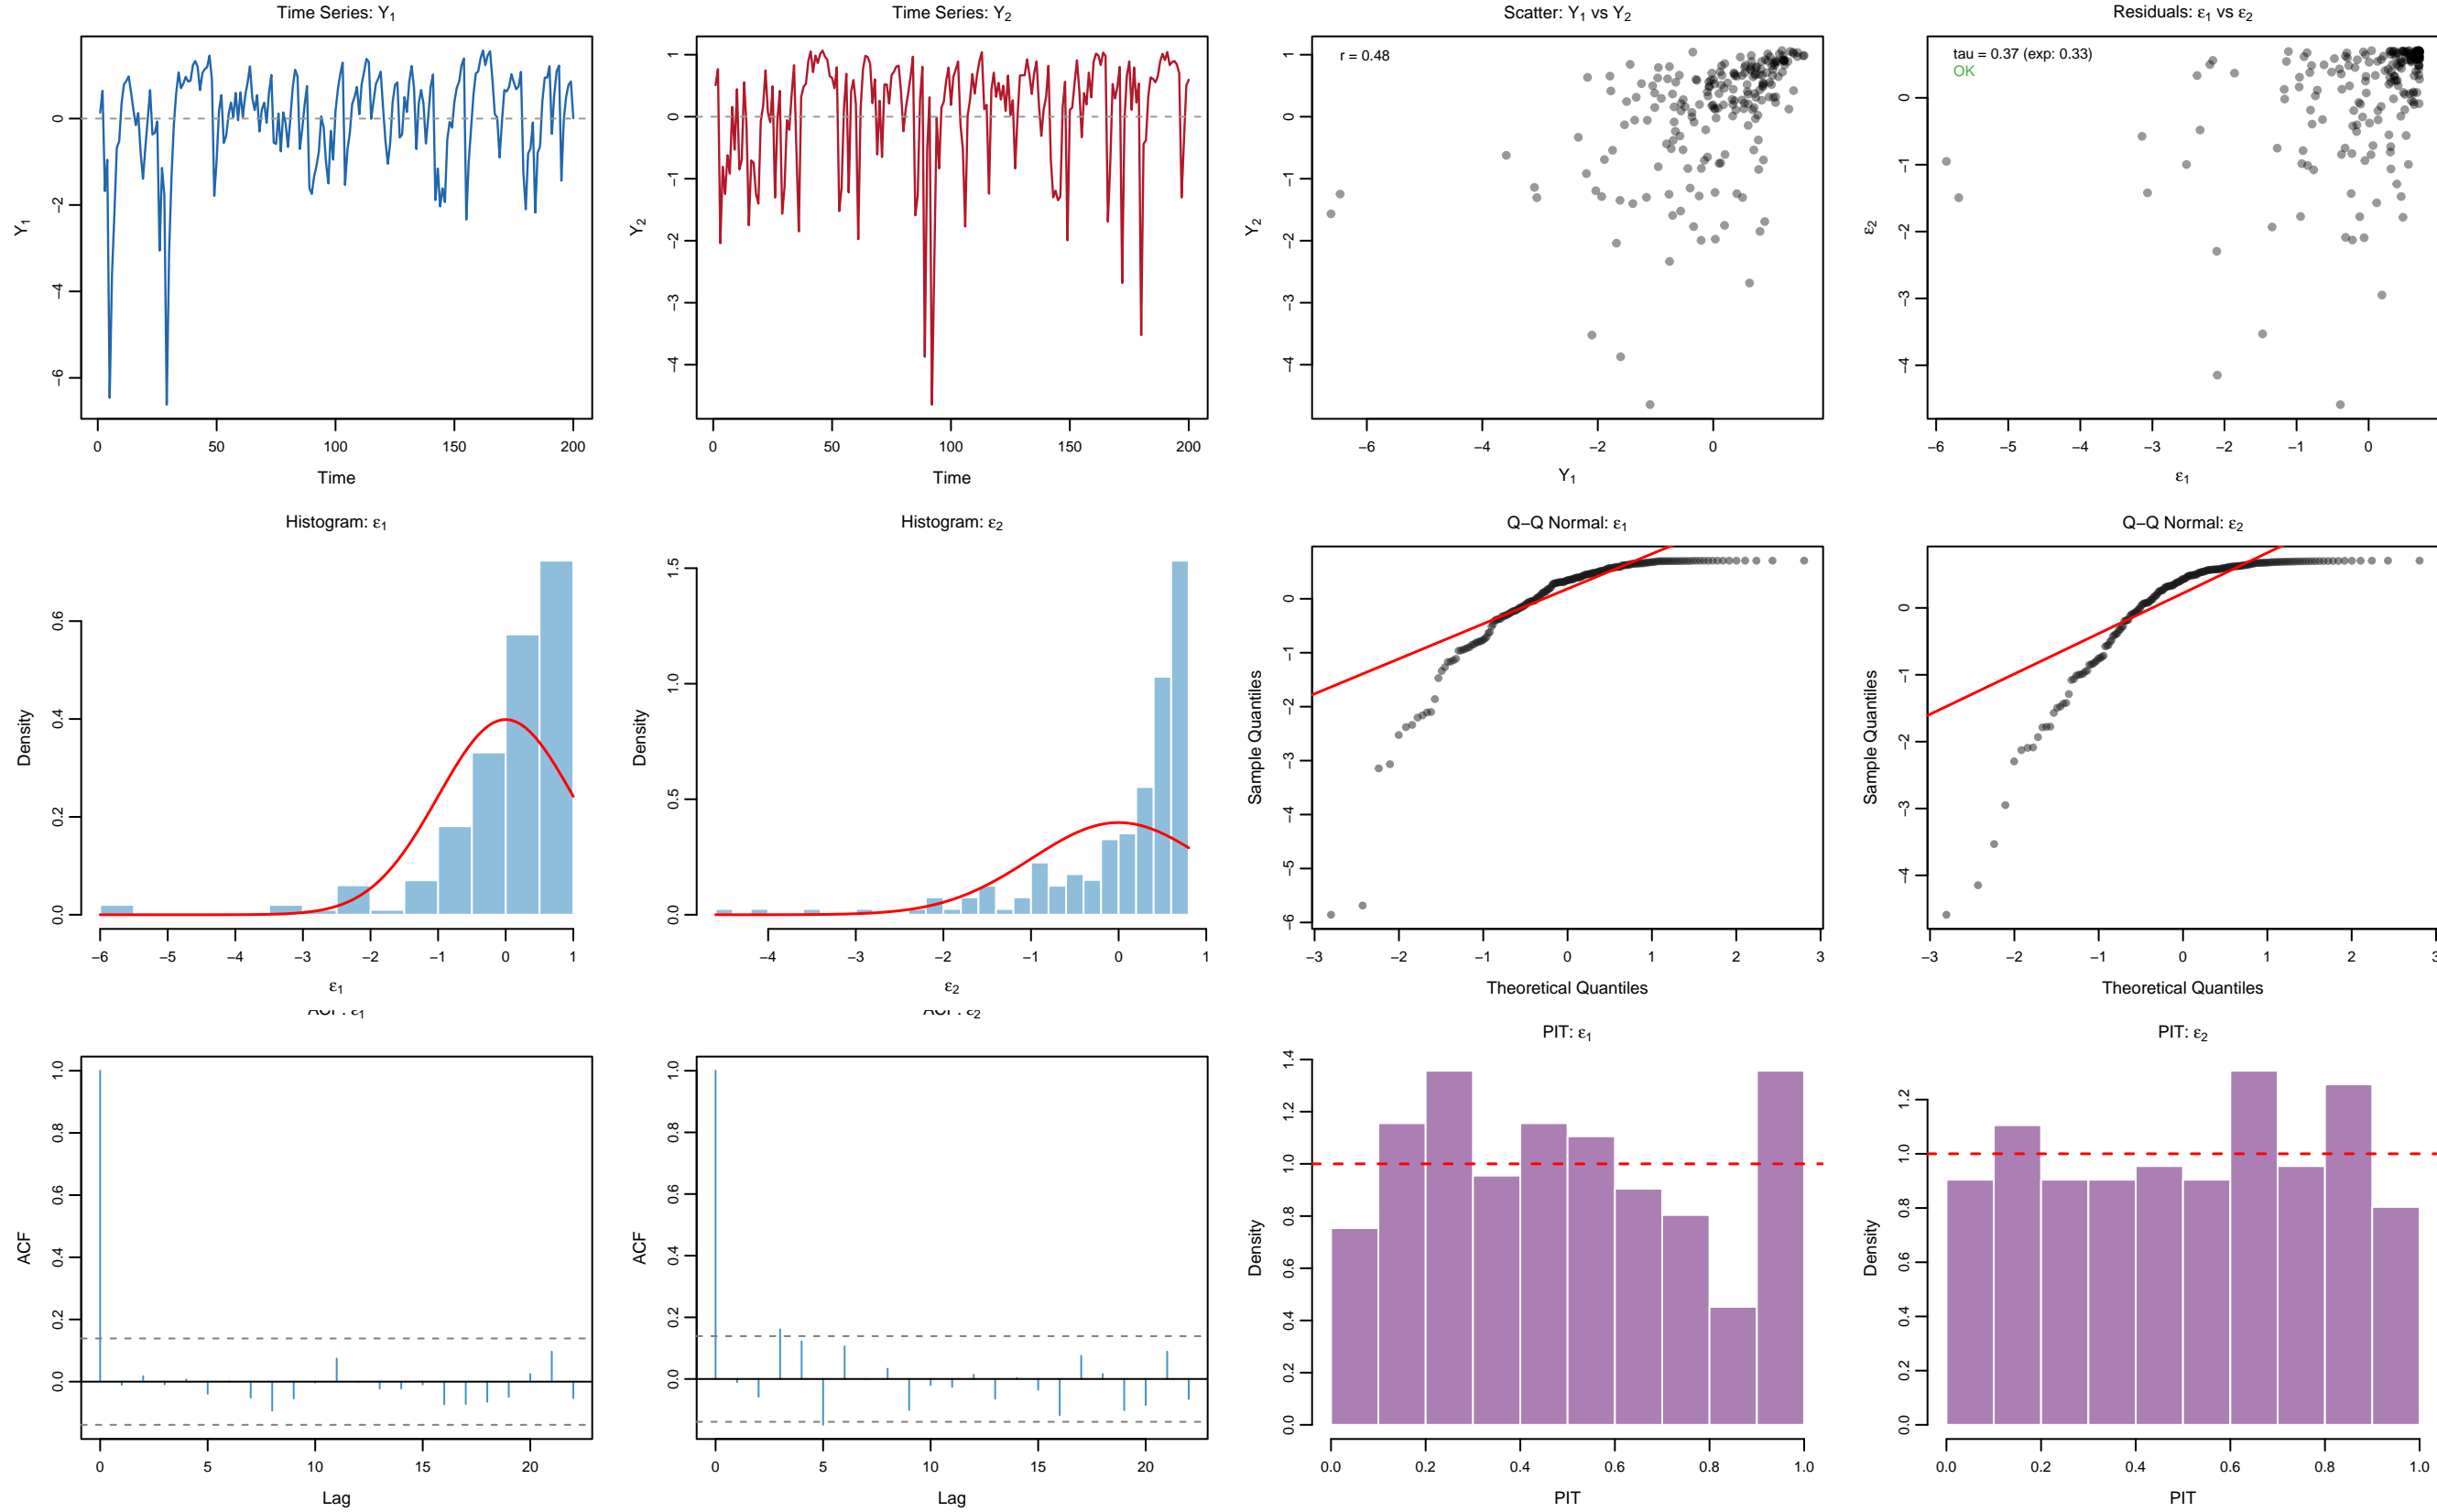 Time Series: Y1
Time Series: Y2
Scatter: Y1 vs Y2
Residuals: ε1 vs ε2
Y1
−6 −4 −2 0
0 50 100 150 200
Time
Y2
−4 −3 −2 −1 0 1
0 50 100 150 200
Time
r = 0.48
Y2
−4 −3 −2 −1 0 1
−6 −4 −2 0
Y1
tau = 0.37 (exp: 0.33)
OK
ε2
−4 −3 −2 −1 0
−6 −5 −4 −3 −2 −1 0
ε1
Histogram: ε1
Histogram: ε2
Q−Q Normal: ε1
Q−Q Normal: ε2
Density
0.0 0.2 0.4 0.6
−6 −5 −4 −3 −2 −1 0 1
ε1
Density
0.0 0.5 1.0 1.5
−4 −3 −2 −1 0 1
ε2
Sample Quantiles
−6 −5 −4 −3 −2 −1 0
−3 −2 −1 0 1 2 3
Theoretical Quantiles
Sample Quantiles
−4 −3 −2 −1 0
−3 −2 −1 0 1 2 3
Theoretical Quantiles
ACF: ε1
ACF: ε2
PIT: ε1
PIT: ε2
ACF
0.0 0.2 0.4 0.6 0.8 1.0
0 5 10 15 20
Lag
ACF
0.0 0.2 0.4 0.6 0.8 1.0
0 5 10 15 20
Lag
Density
0.0 0.2 0.4 0.6 0.8 1.0 1.2 1.4
0.0 0.2 0.4 0.6 0.8 1.0
PIT
Density
0.0 0.2 0.4 0.6 0.8 1.0 1.2
0.0 0.2 0.4 0.6 0.8 1.0
PIT